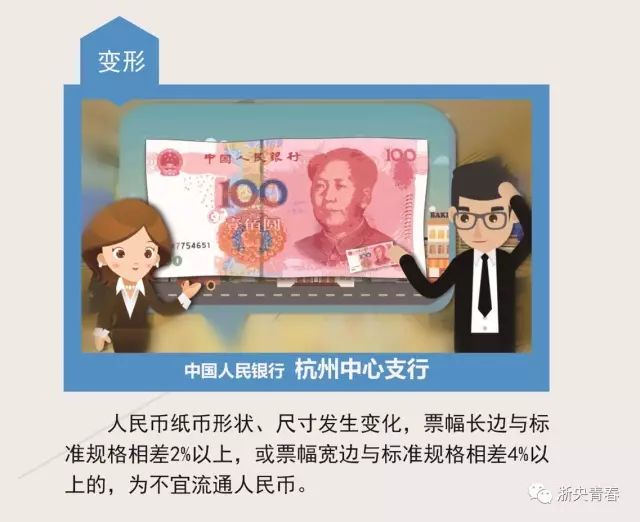 变形
中国人民银行
100
100
壹佰圆
7754651
100
BAKE
中国人民银行 杭州中心支行
人民币纸币形状、尺寸发生变化，票幅长边与标
准规格相差2%以上，或票幅宽边与标准规格相差4%以
上的，为不宜流通人民币。
浙央青春